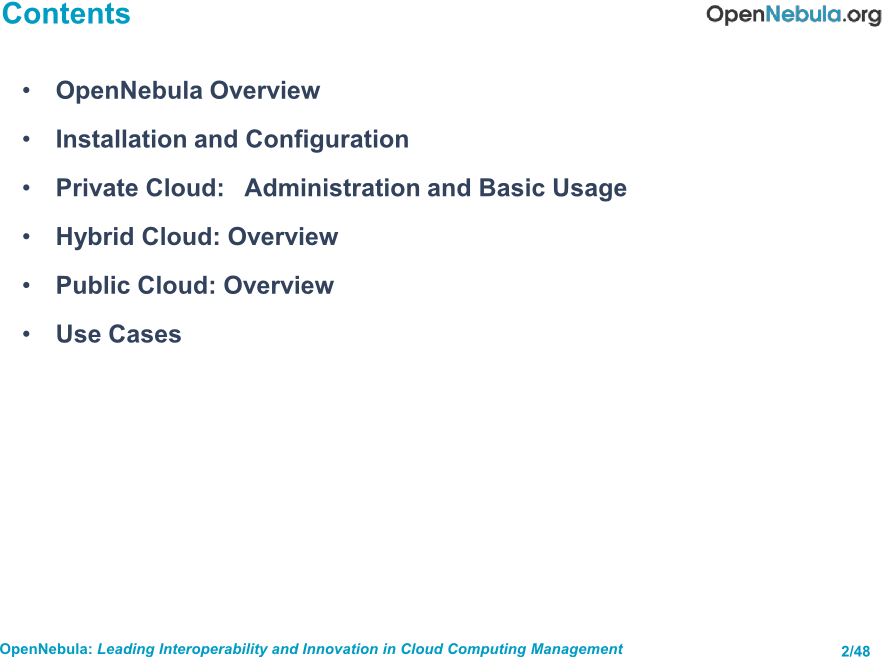 Contents
OpenNebula.org
• OpenNebula Overview
• Installation and Configuration
• Private Cloud: Administration and Basic Usage
• Hybrid Cloud: Overview
• Public Cloud: Overview
• Use Cases
OpenNebula: Leading Interoperability and Innovation in Cloud Computing Management
2/48